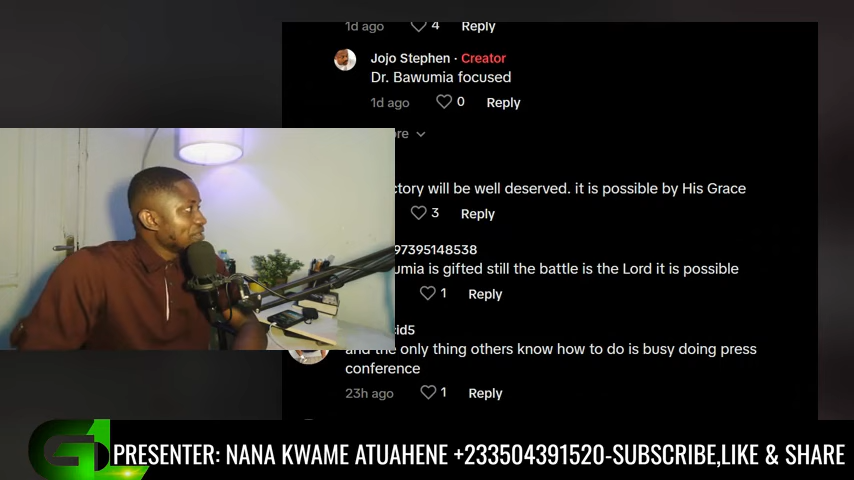 1d ago 4 Reply
Jojo Stephen · Creator
Dr. Bawumia focused
1d ago 0 Reply
will be well deserved. it is possible by His Grace
3 Reply
97395148538
is gifted still the battle is the Lord it is possible
1 Reply
and the only thing others know how to do is busy doing press
conference
23h ago 1 Reply
PRESENTER: NANA KWAME ATUAHENE +233504391520-SUBSCRIBE,LIKE & SHARE